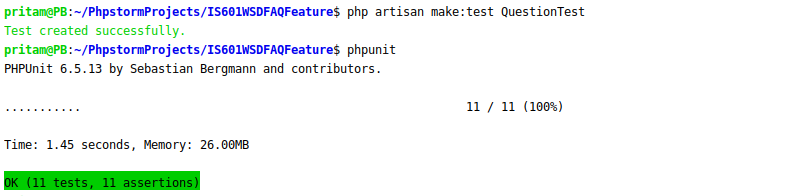 pritam@PB:~/PhpstormProjects/IS601WSDFAQFeature$ php artisan make:test QuestionTest
Test created successfully.
pritam@PB:~/PhpstormProjects/IS601WSDFAQFeature$ phpunit
PHPUnit 6.5.13 by Sebastian Bergmann and contributors.
........... 11 / 11 (100%)
Time: 1.45 seconds, Memory: 26.00MB
OK (11 tests, 11 assertions)